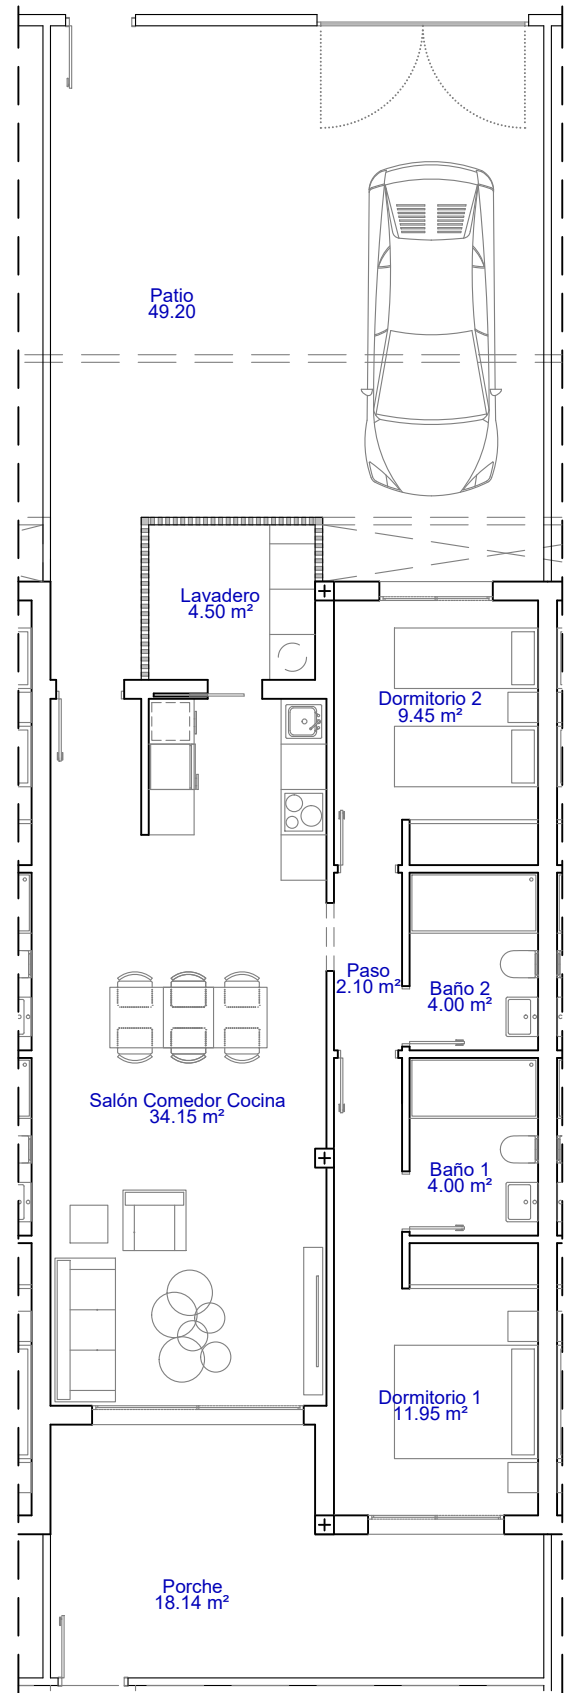 Patio
49.20
Lavadero
4.50 m²
Dormitorio 2
9.45 m²
Paso
2.10 m²
Baño 2
4.00 m²
Salón Comedor Cocina
34.15 m²
Baño 1
4.00 m²
Dormitorio 1
11.95 m²
Porche
18.14 m²